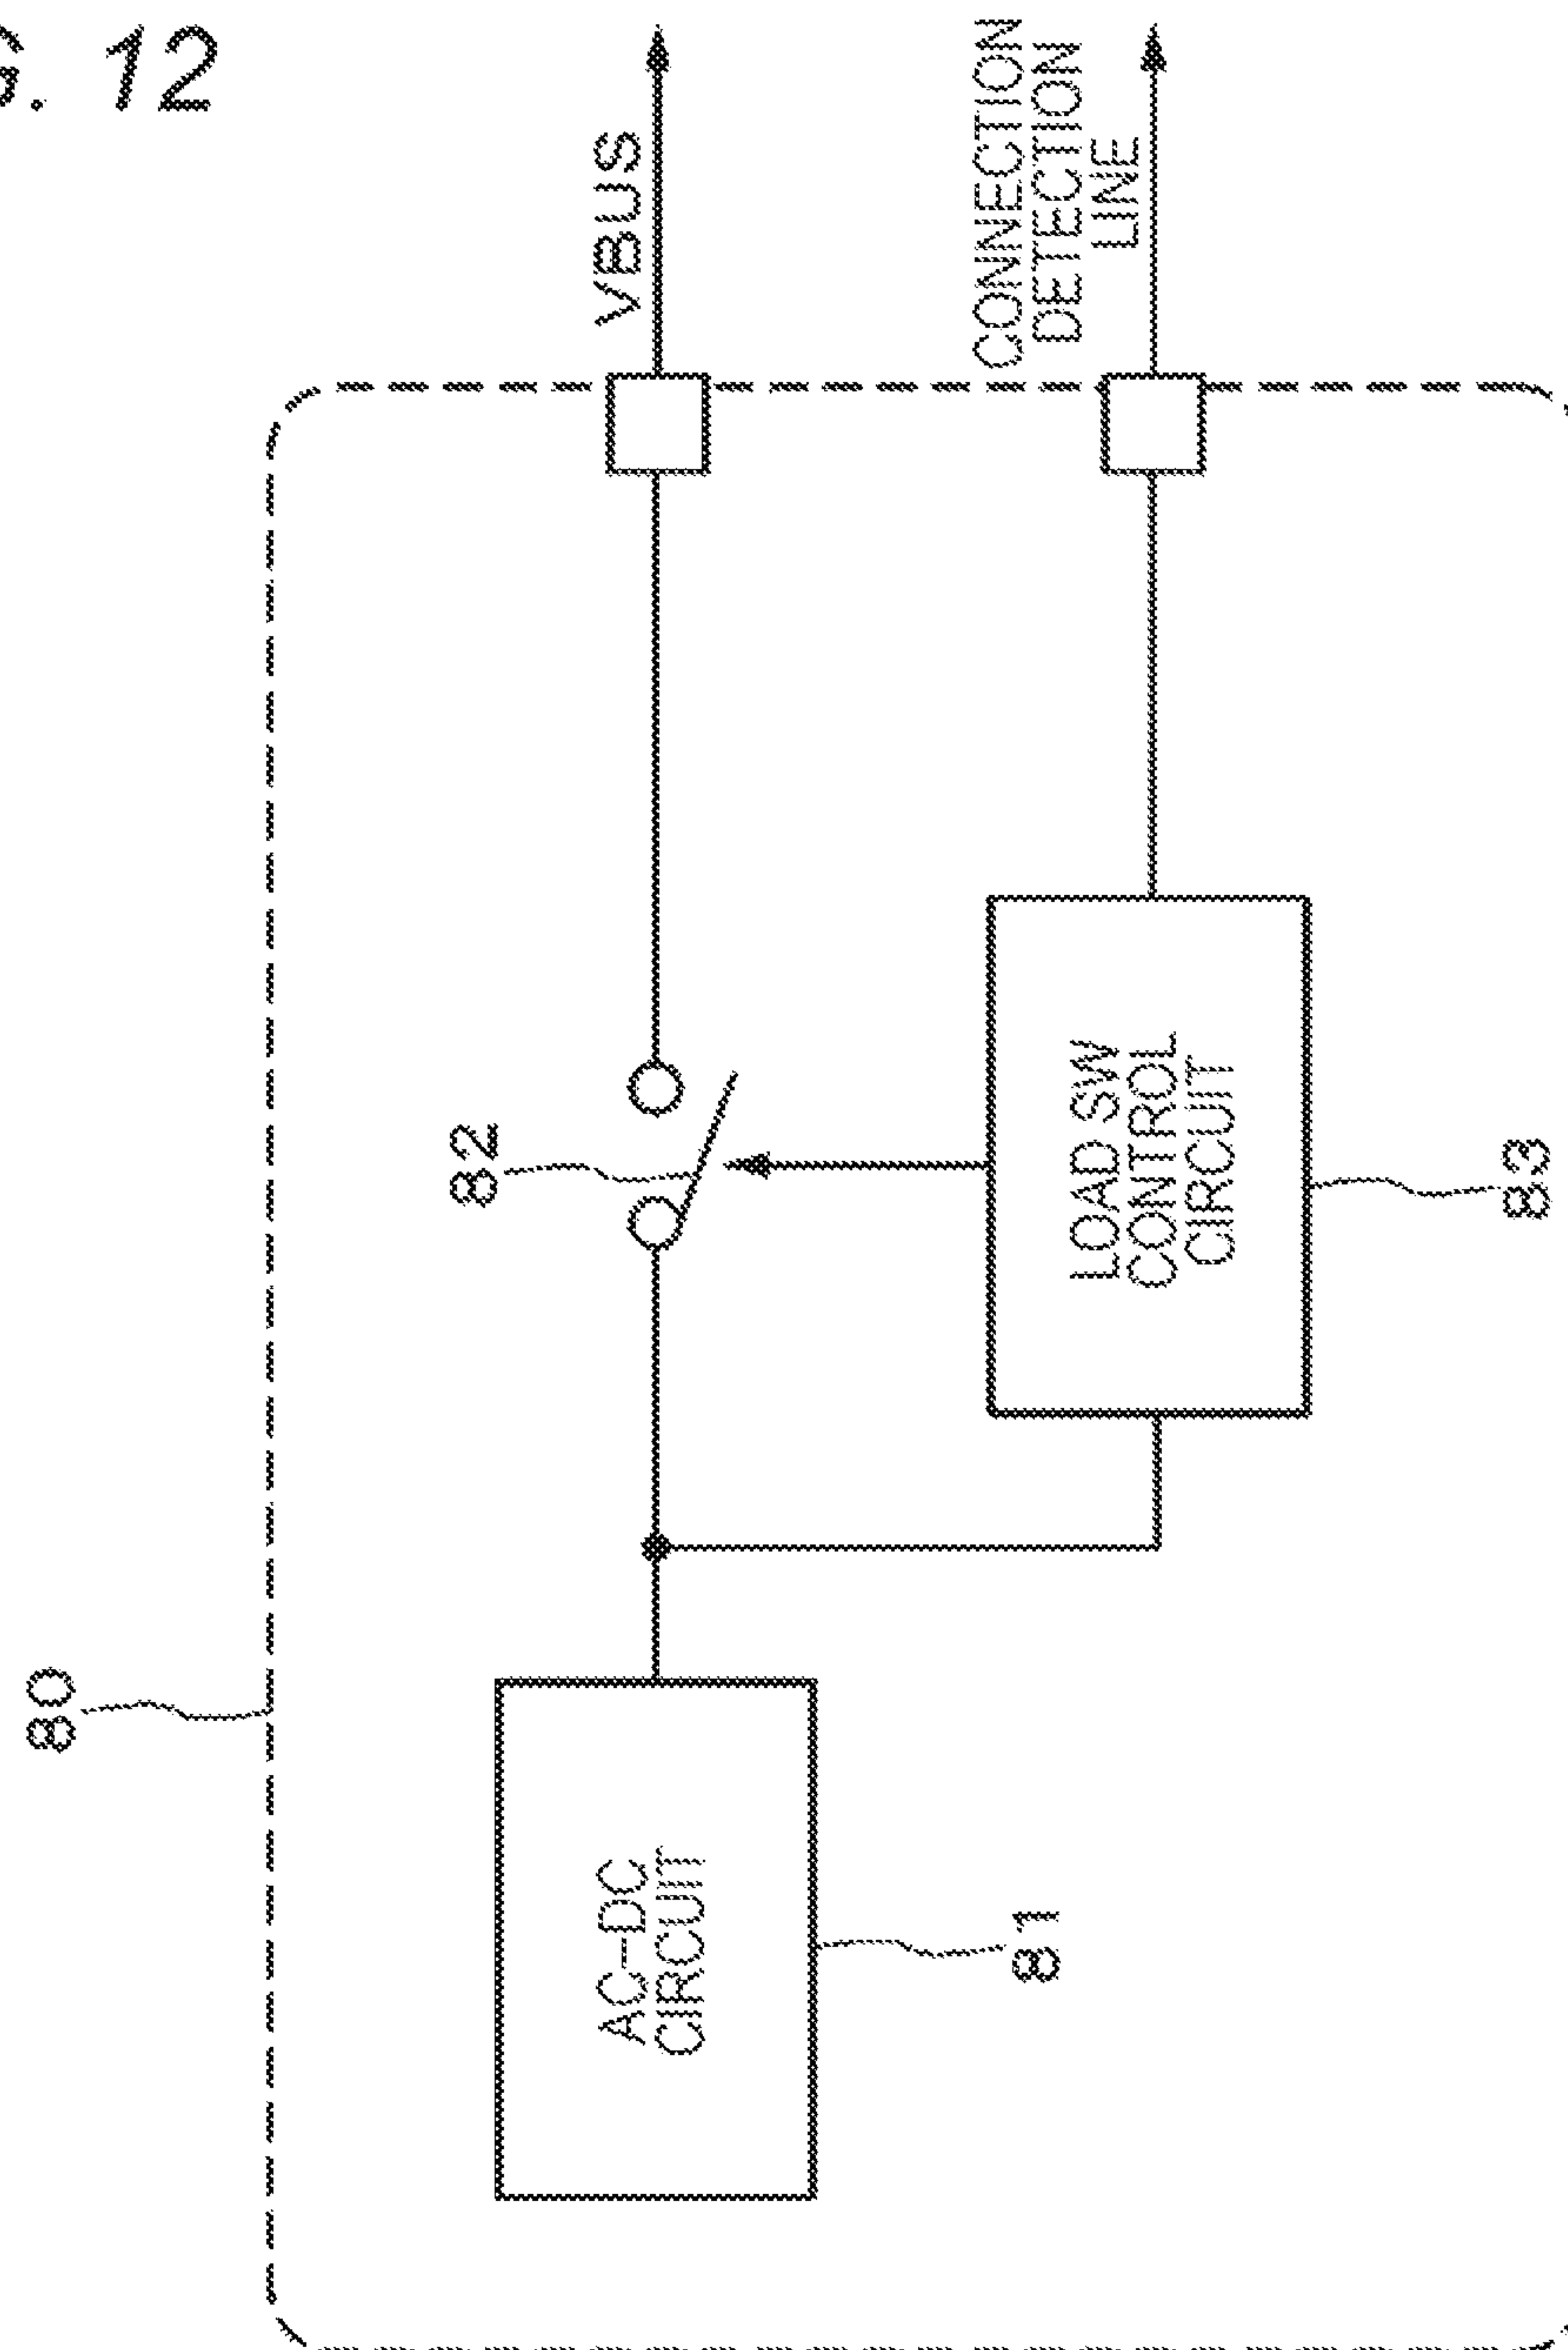 G. 12
80
AC-DC
CIRCUIT
81
82
LOAD SW
CONTROL
CIRCUIT
83
VBUS
CONNECTION
DETECTION
LINE